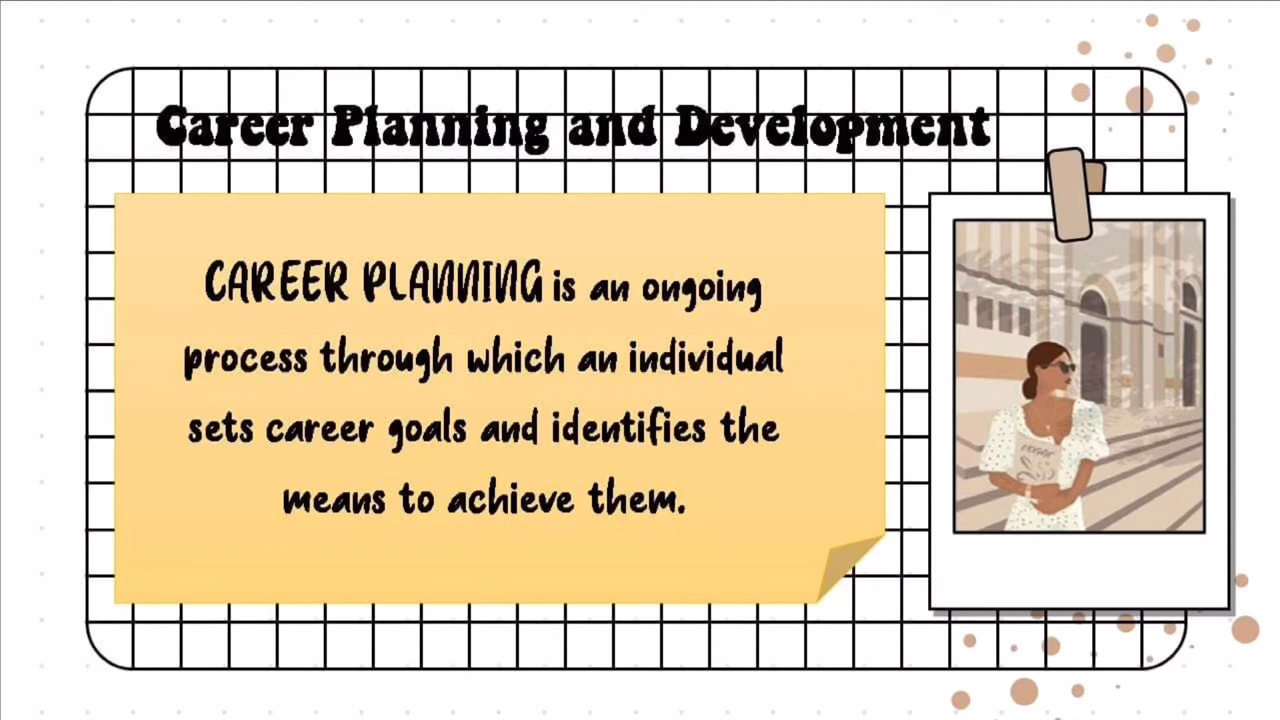 Career Planning and Development
CAREER PLANNING is an ongoing
process through which an individual
sets career goals and identifies the
means to achieve them.